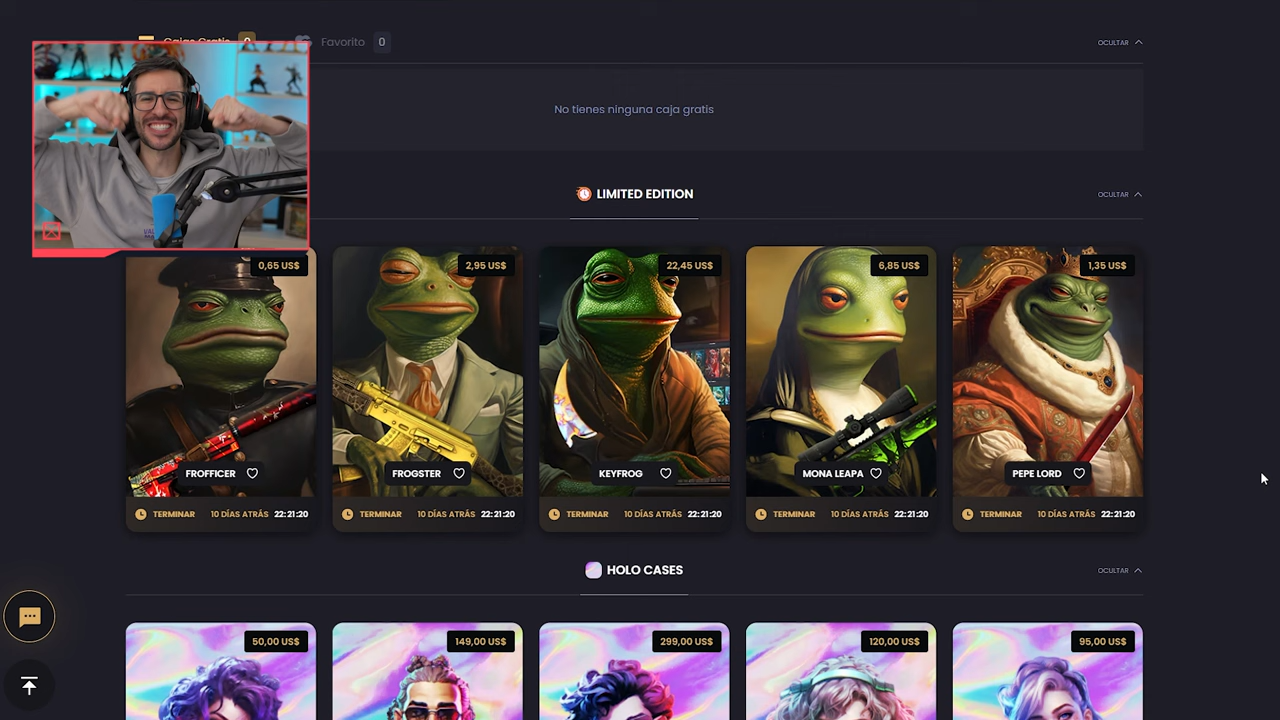 Cajas Gratis 0
Favorito 0
OCULTAR
No tienes ninguna caja gratis
LIMITED EDITION
OCULTAR
0,65 US$
2,95 US$
22,45 US$
6,85 US$
1,35 US$
FROFFICER
FROGSTER
KEYFROG
MONA LEAPA
PEPE LORD
TERMINAR 10 DÍAS ATRÁS 22:21:20
TERMINAR 10 DÍAS ATRÁS 22:21:20
TERMINAR 10 DÍAS ATRÁS 22:21:20
TERMINAR 10 DÍAS ATRÁS 22:21:20
TERMINAR 10 DÍAS ATRÁS 22:21:20
HOLO CASES
OCULTAR
50,00 US$
149,00 US$
299,00 US$
120,00 US$
95,00 US$